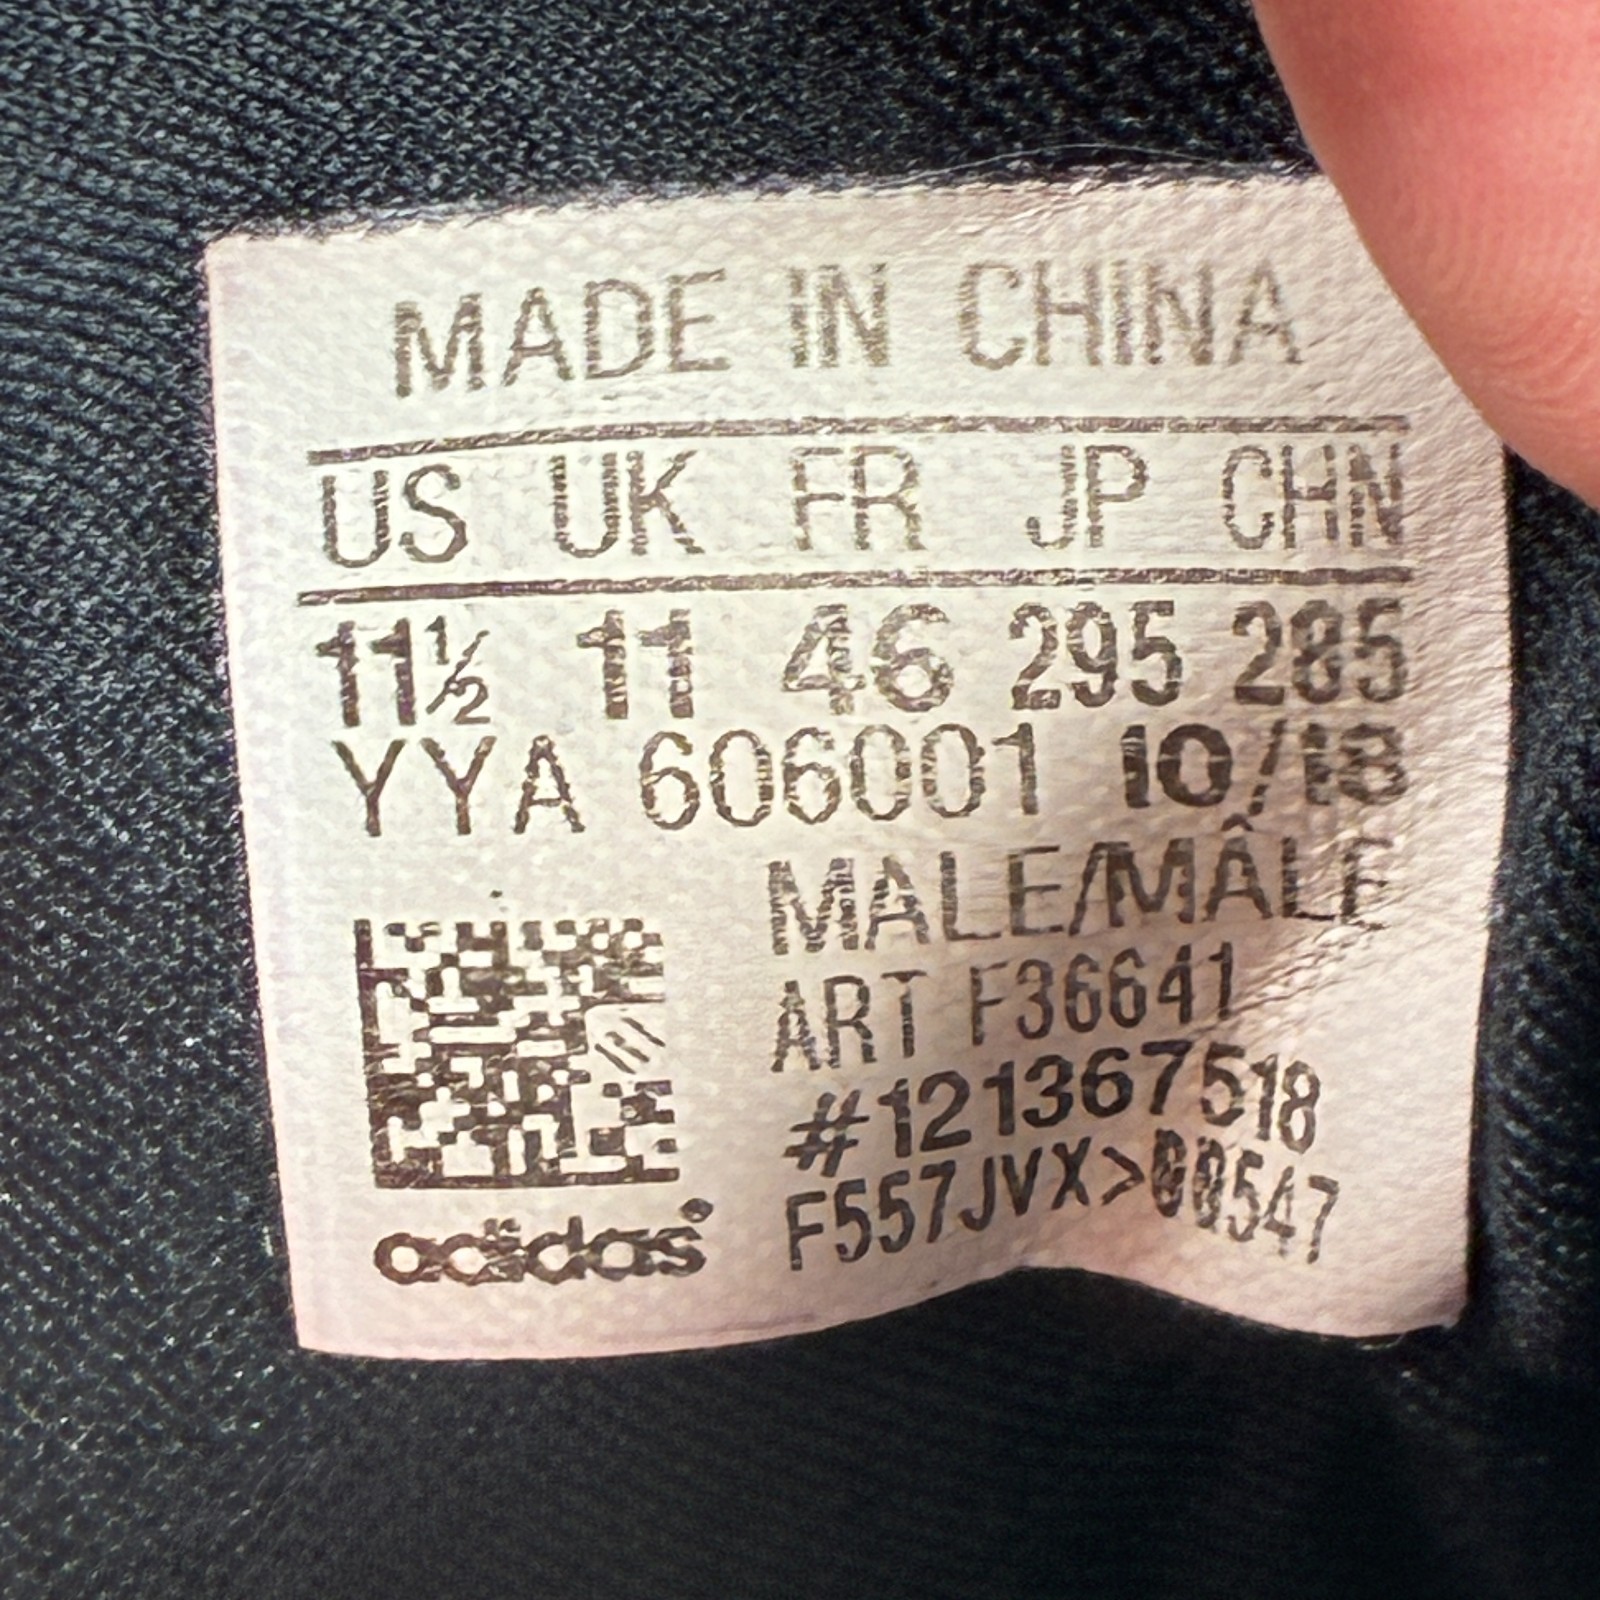 MADE IN CHINA
US UK FR JP CHN
11½ 11 46 295 285
YYA 606001 10/18
MALE/MÂLE
ART F36641
#121367518
F557JVX>00547
adidas